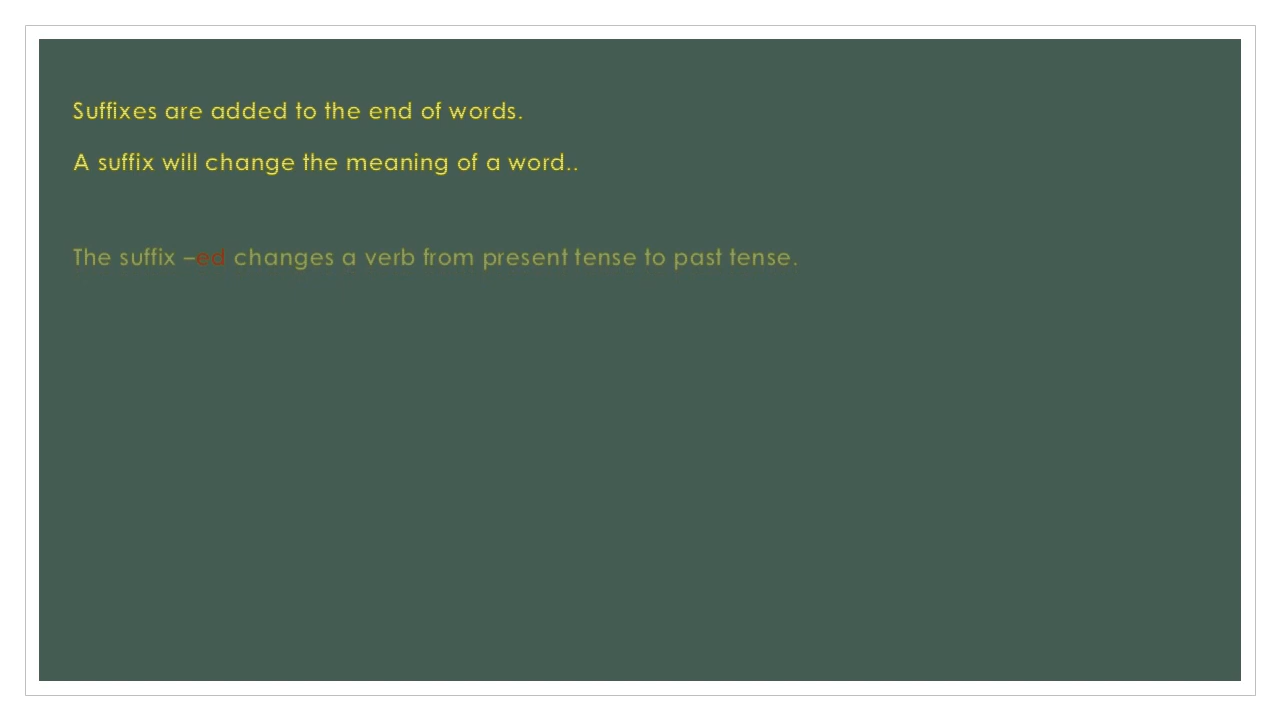 Suffixes are added to the end of words.
A suffix will change the meaning of a word..
The suffix –ed changes a verb from present tense to past tense.